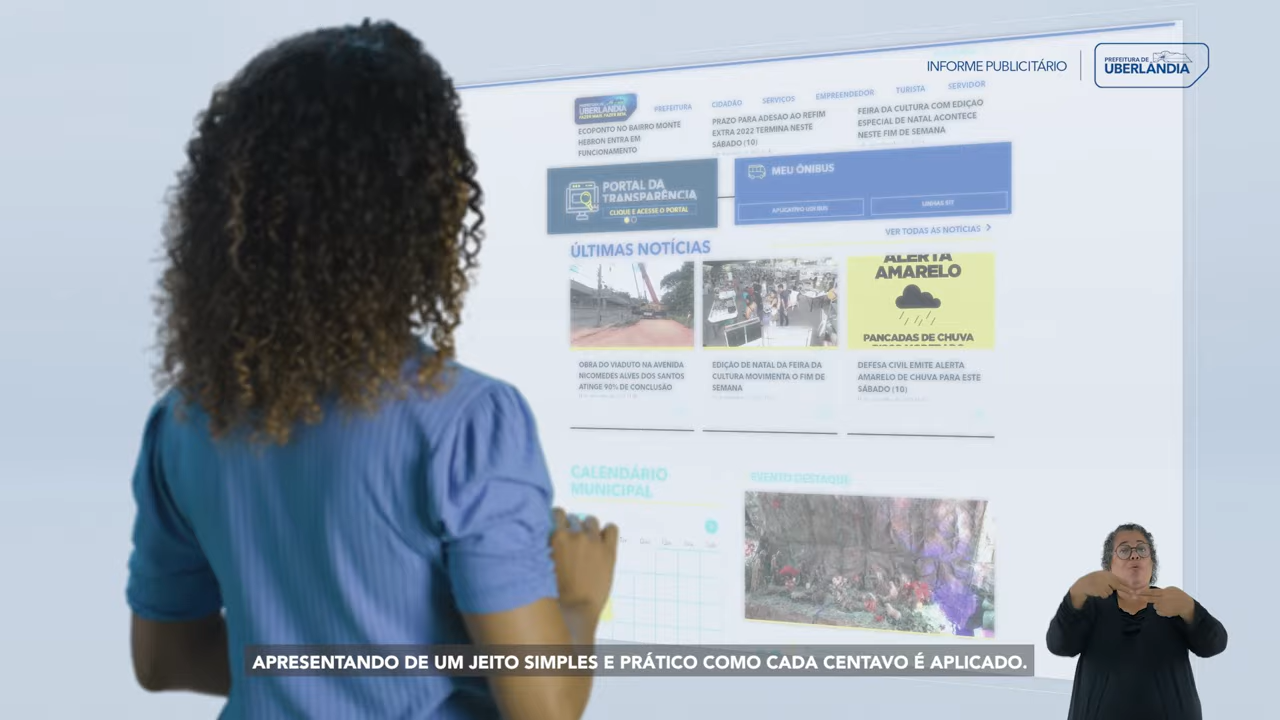 INFORME PUBLICITÁRIO
PREFEITURA DE
UBERLÂNDIA
PREFEITURA DE
UBERLÂNDIA
PREFEITURA
CIDADÃO
SERVIÇOS
EMPREENDEDOR
TURISTA
SERVIDOR
ECOPONTO NO BAIRRO MONTE
HEBRON ENTRA EM
FUNCIONAMENTO
PRAZO PARA ADESÃO AO REFIM
EXTRA 2022 TERMINA NESTE
SÁBADO (10)
FEIRA DA CULTURA COM EDIÇÃO
ESPECIAL DE NATAL ACONTECE
NESTE FIM DE SEMANA
PORTAL DA
TRANSPARÊNCIA
CLIQUE E ACESSE O PORTAL
MEU ÔNIBUS
VER TODAS AS NOTÍCIAS
ÚLTIMAS NOTÍCIAS
ALERTA
AMARELO
PANCADAS DE CHUVA
OBRA DO VIADUTO NA AVENIDA
NICOMEDES ALVES DOS SANTOS
ATINGE 90% DE CONCLUSÃO
EDIÇÃO DE NATAL DA FEIRA DA
CULTURA MOVIMENTA O FIM DE
SEMANA
DEFESA CIVIL EMITE ALERTA
AMARELO DE CHUVA PARA ESTE
SÁBADO (10)
CALENDÁRIO
MUNICIPAL
EVENTO DESTAQUE
APRESENTANDO DE UM JEITO SIMPLES E PRÁTICO COMO CADA CENTAVO É APLICADO.